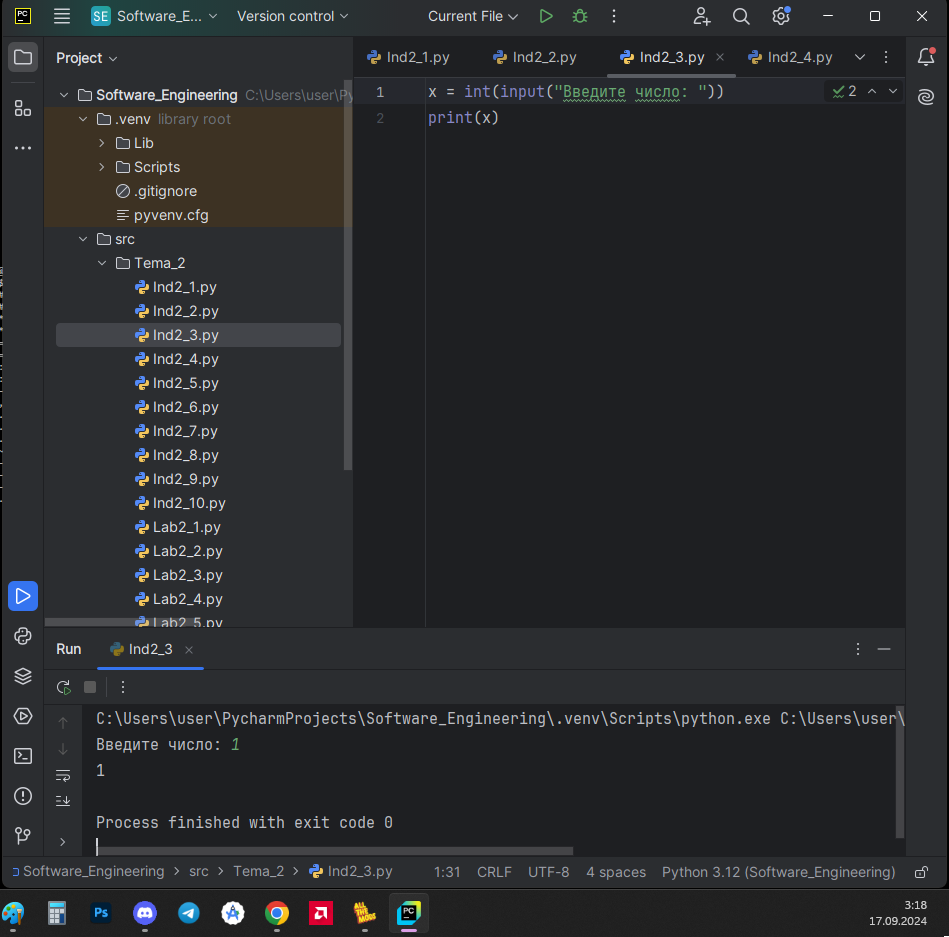 PC SE Software_E... Version control Current File
Project
Ind2_1.py Ind2_2.py Ind2_3.py Ind2_4.py
Software_Engineering C:\Users\user\Py
.venv library root
Lib
Scripts
.gitignore
pyvenv.cfg
src
Tema_2
Ind2_1.py
Ind2_2.py
Ind2_3.py
Ind2_4.py
Ind2_5.py
Ind2_6.py
Ind2_7.py
Ind2_8.py
Ind2_9.py
Ind2_10.py
Lab2_1.py
Lab2_2.py
Lab2_3.py
Lab2_4.py
Lab2_5.py
1 x = int(input("Введите число: ")) 2
2 print(x)
Run Ind2_3
C:\Users\user\PycharmProjects\Software_Engineering\.venv\Scripts\python.exe C:\Users\user\
Введите число: 1
1
Process finished with exit code 0
Software_Engineering > src > Tema_2 > Ind2_3.py 1:31 CRLF UTF-8 4 spaces Python 3.12 (Software_Engineering)
Ps PC
3:18
17.09.2024